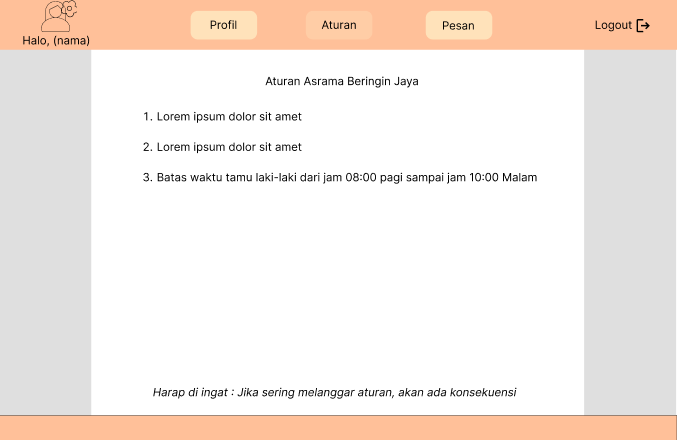 Halo, (nama)
Profil
Aturan
Pesan
Logout
Aturan Asrama Beringin Jaya
1. Lorem ipsum dolor sit amet
2. Lorem ipsum dolor sit amet
3. Batas waktu tamu laki-laki dari jam 08:00 pagi sampai jam 10:00 Malam
Harap di ingat : Jika sering melanggar aturan, akan ada konsekuensi